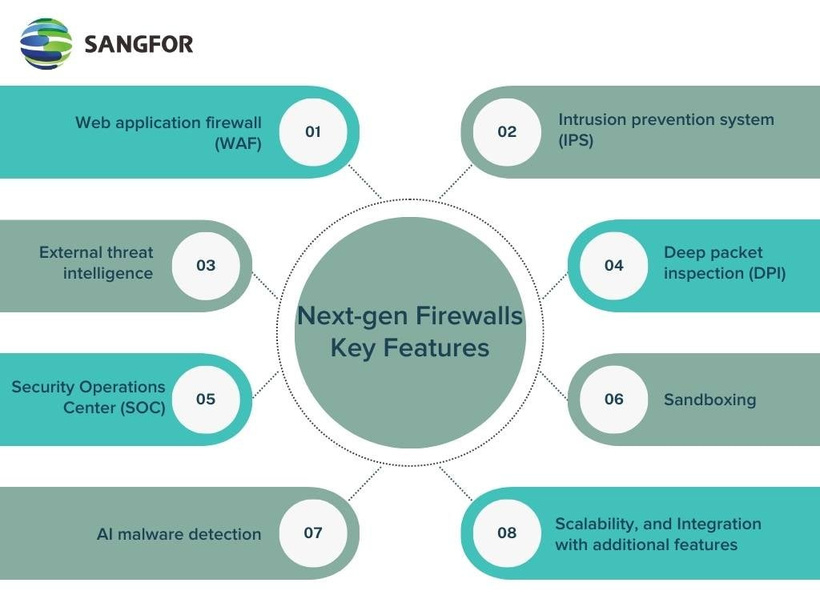 SANGFOR
Web application firewall
(WAF)
01
02
Intrusion prevention system
(IPS)
External threat
intelligence
03
04
Deep packet
inspection (DPI)
Next-gen Firewalls
Key Features
Security Operations
Center (SOC)
05
06
Sandboxing
AI malware detection
07
08
Scalability, and Integration
with additional features